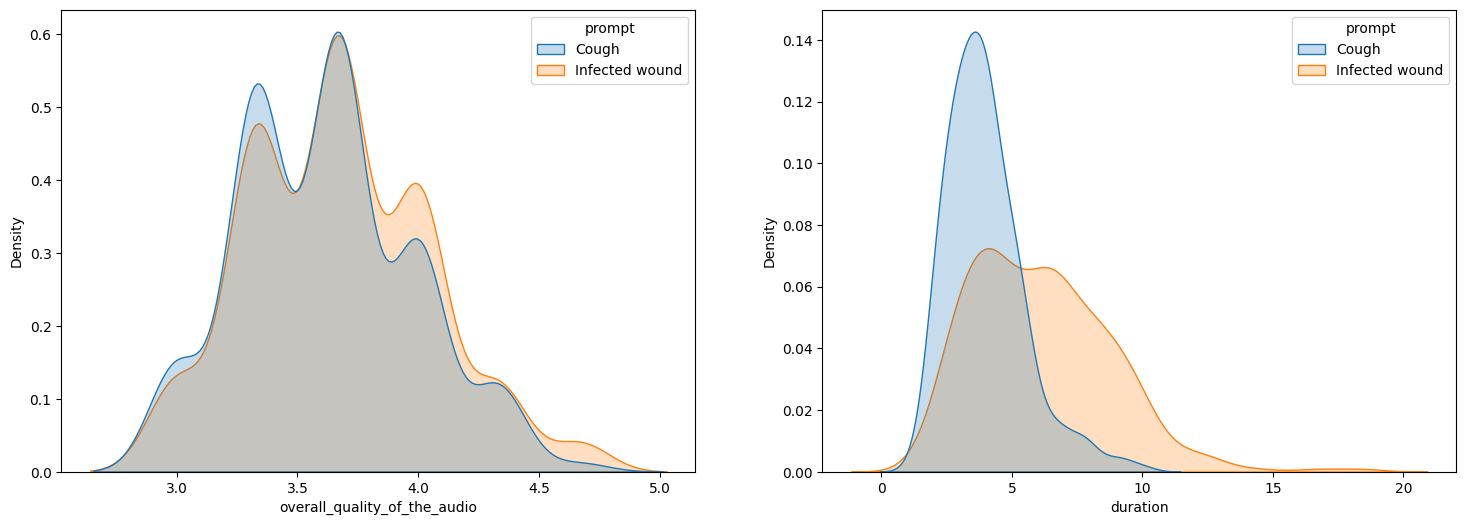 prompt
Cough
Infected wound
0.6
0.5
0.4
0.3
0.2
0.1
0.0
Density
3.0 3.5 4.0 4.5 5.0
overall_quality_of_the_audio
prompt
Cough
Infected wound
0.14
0.12
0.10
0.08
0.06
0.04
0.02
0.00
Density
0 5 10 15 20
duration